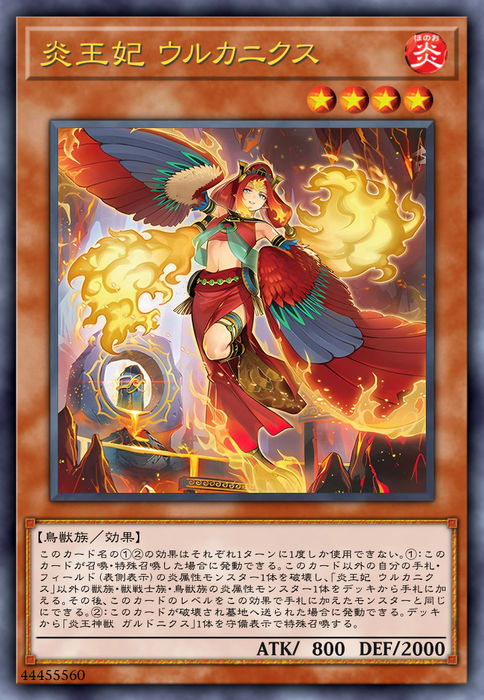 炎王妃 ウルカニクス
ほのお
炎
【鳥獣族／効果】
このカード名の①②の効果はそれぞれ1ターンに1度しか使用できない。①：この
カードが召喚・特殊召喚した場合に発動できる。このカード以外の自分の手札・
フィールド(表側表示)の炎属性モンスター1体を破壊し、「炎王妃 ウルカニク
ス」以外の獣族・獣戦士族・鳥獣族の炎属性モンスター1体をデッキから手札に加
える。その後、このカードのレベルをこの効果で手札に加えたモンスターと同じ
にできる。②：このカードが破壊され墓地へ送られた場合に発動できる。デッキ
から「炎王神獣 ガルドニクス」1体を守備表示で特殊召喚する。
ATK/ 800 DEF/2000
44455560